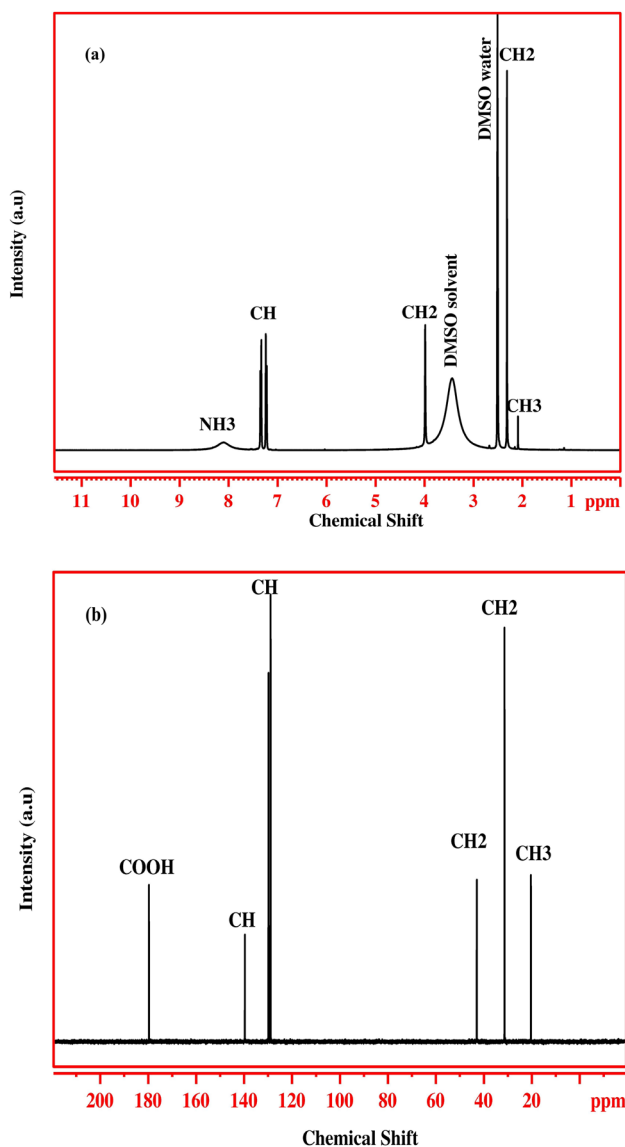 (a)
DMSO water
CH2
Intensity (a.u)
DMSO solvent
CH
CH2
CH3
NH3
11 10 9 8 7 6 5 4 3 2 1 ppm
Chemical Shift
(b)
CH
CH2
Intensity (a.u)
COOH
CH2
CH3
CH
200 180 160 140 120 100 80 60 40 20 ppm
Chemical Shift